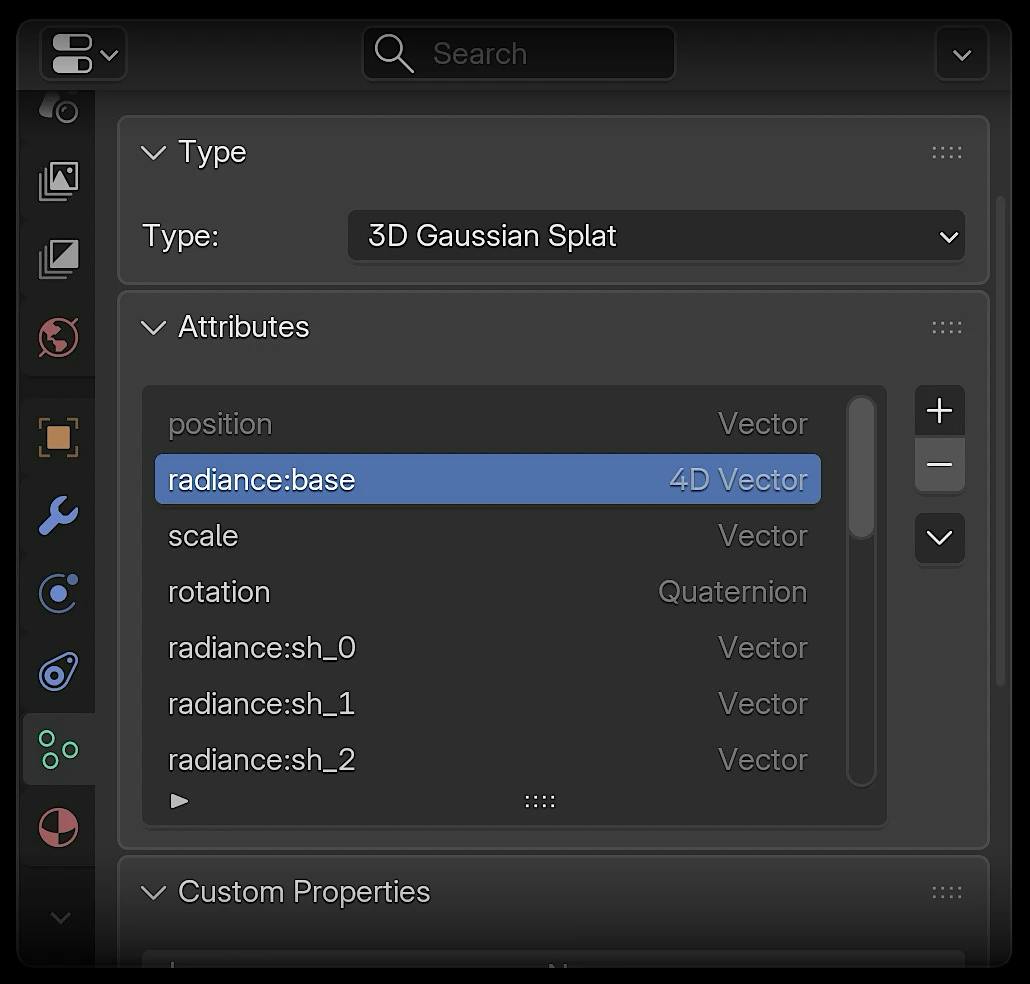 Search
Type
Type: 3D Gaussian Splat
Attributes
position Vector
radiance:base 4D Vector
scale Vector
rotation Quaternion
radiance:sh_0 Vector
radiance:sh_1 Vector
radiance:sh_2 Vector
Custom Properties